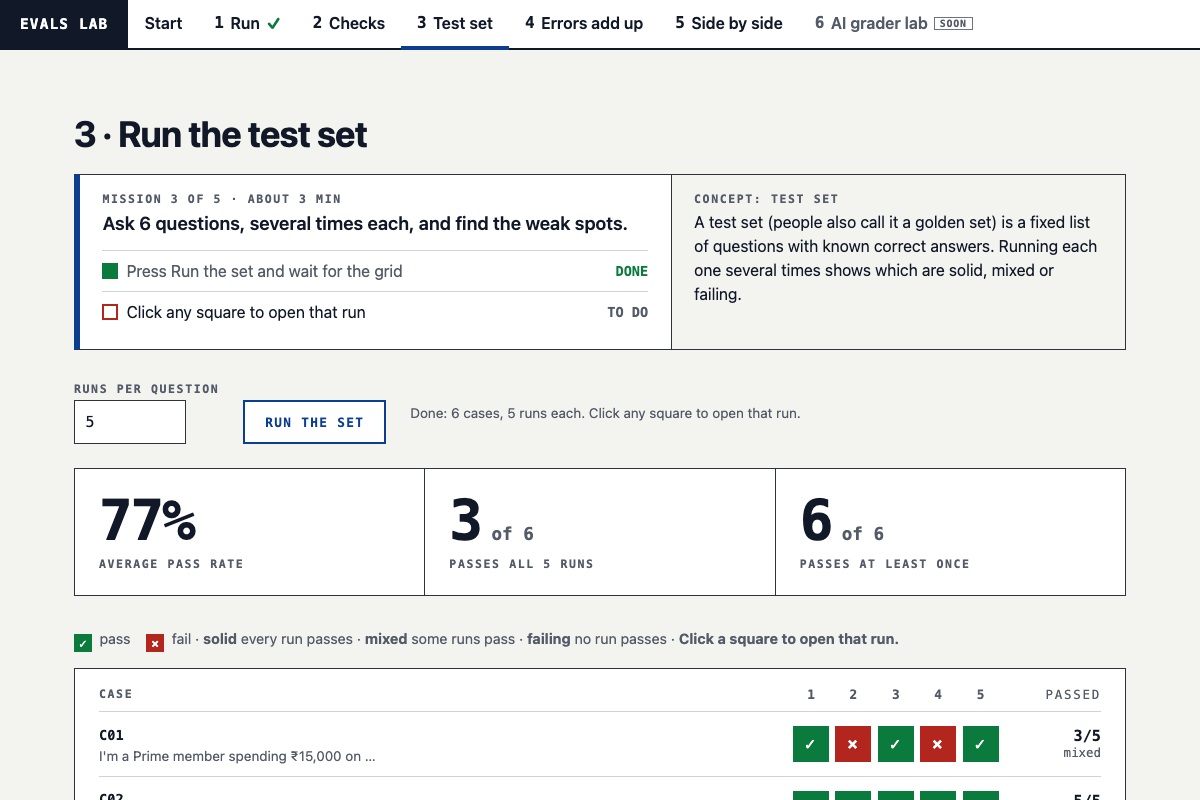 EVALS LAB
Start
1 Run ✓
2 Checks
3 Test set
4 Errors add up
5 Side by side
6 AI grader lab SOON
3 · Run the test set
MISSION 3 OF 5 · ABOUT 3 MIN
Ask 6 questions, several times each, and find the weak spots.
Press Run the set and wait for the grid DONE
Click any square to open that run TO DO
CONCEPT: TEST SET
A test set (people also call it a golden set) is a fixed list
of questions with known correct answers. Running each
one several times shows which are solid, mixed or
failing.
RUNS PER QUESTION
5
RUN THE SET
Done: 6 cases, 5 runs each. Click any square to open that run.
77%
AVERAGE PASS RATE
3 of 6
PASSES ALL 5 RUNS
6 of 6
PASSES AT LEAST ONCE
✓ pass × fail · solid every run passes · mixed some runs pass · failing no run passes · Click a square to open that run.
CASE 1 2 3 4 5 PASSED
C01
I'm a Prime member spending ₹15,000 on ...
✓ × ✓ × ✓
3/5
mixed
C02
5/5